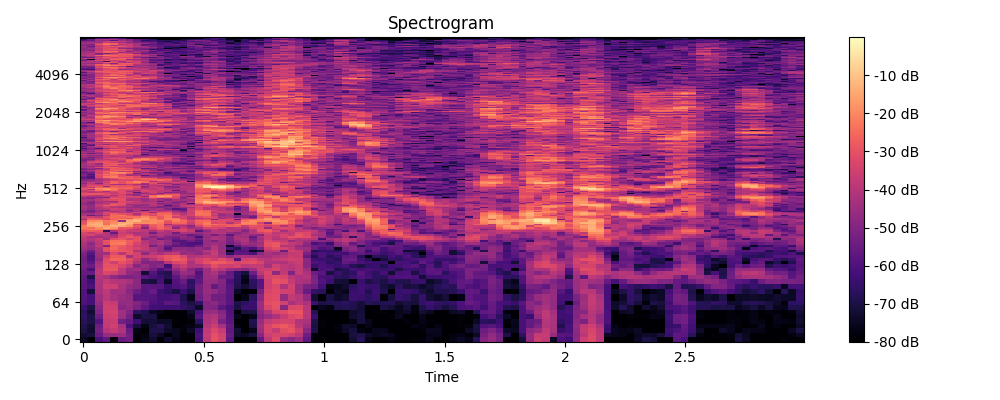 Spectrogram
4096
2048
1024
512
256
128
64
0
Hz
0
0.5
1
1.5
2
2.5
Time
-10 dB
-20 dB
-30 dB
-40 dB
-50 dB
-60 dB
-70 dB
-80 dB